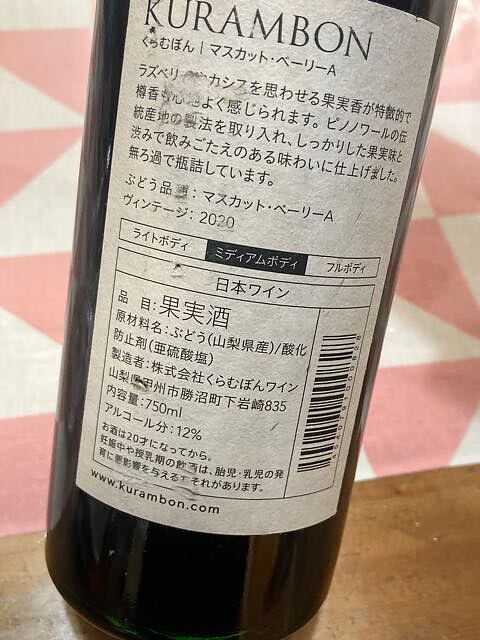 KURAMBON
くらむぼん | マスカット・ベーリーA
ラズベリ カシスを思わせる果実香が特徴的で
樽香も心地よく感じられます。ピノノワールの伝
統産地の製法を取り入れ、しっかりした果実味と
渋みで飲みごたえのある味わいに仕上げました。
無ろ過で瓶詰しています。
ぶどう品種：マスカット・ベーリーA
ヴィンテージ：2020
ライトボディ ミディアムボディ フルボディ
日本ワイン
品 目：果実酒
原材料名：ぶどう(山梨県産)/酸化
防止剤(亜硫酸塩)
製造者：株式会社くらむぼんワイン
山梨県甲州市勝沼町下岩崎835
内容量：750ml
アルコール分：12%
お酒は20才になってから。
妊娠中や授乳期の飲酒は、胎児・乳児の発
育に悪影響を与えるおそれがあります。
www.kurambon.com